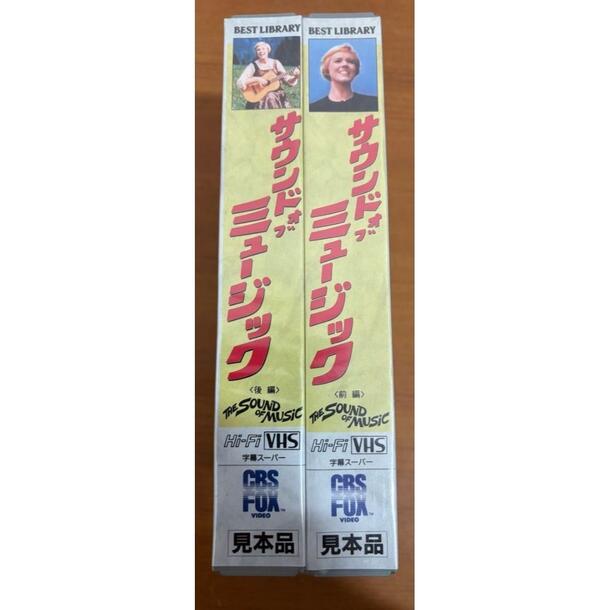 BEST LIBRARY
サウンドオブ
ミュージック
〈後編〉
THE SOUND OF MUSIC
Hi-Fi VHS
字幕スーパー
CBS
FOX™
VIDEO
見本品
BEST LIBRARY
サウンドオブ
ミュージック
〈前編〉
THE SOUND OF MUSIC
Hi-Fi VHS
字幕スーパー
CBS
FOX™
VIDEO
見本品